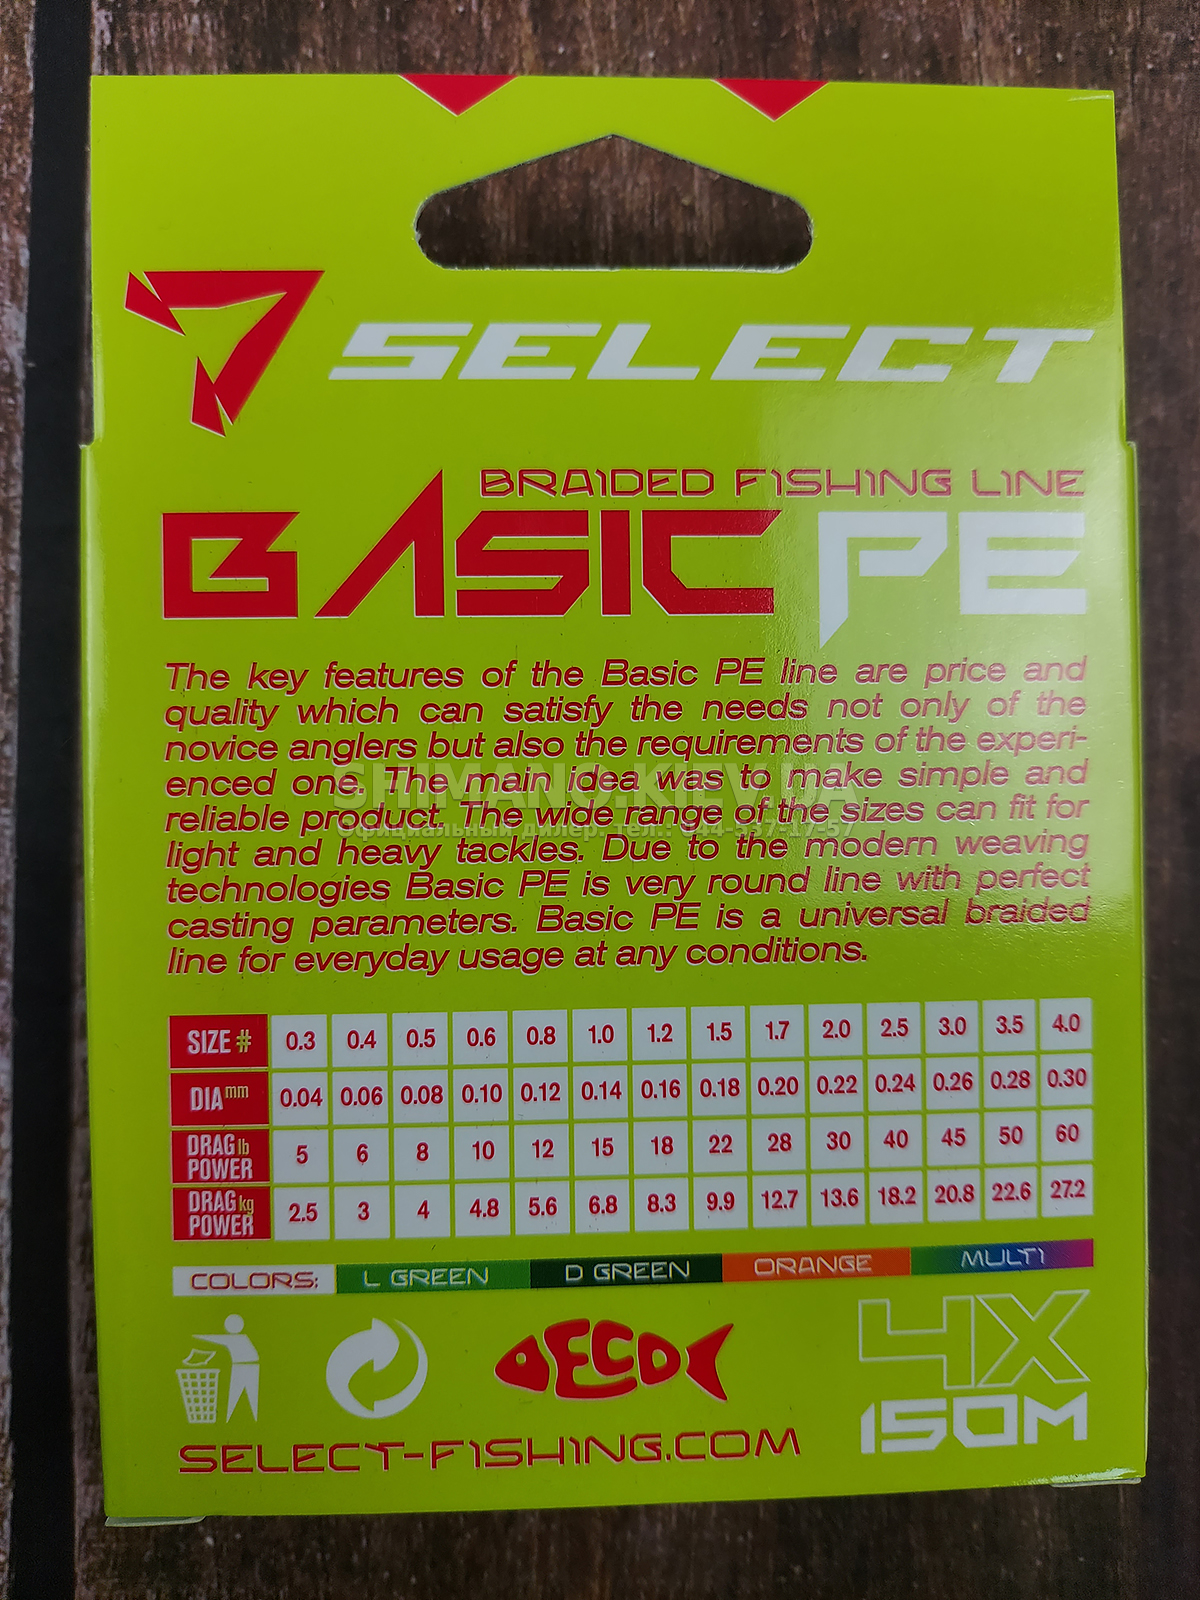 SELECT
BRAIDED FISHING LINE
BASIC PE
The key features of the Basic PE line are price and
quality which can satisfy the needs not only of the
novice anglers but also the requirements of the experi-
enced one. The main idea was to make simple and
reliable product. The wide range of the sizes can fit for
light and heavy tackles. Due to the modern weaving
technologies Basic PE is very round line with perfect
casting parameters. Basic PE is a universal braided
line for everyday usage at any conditions.
SHIMANO.KIEV.UA
Официальный дилер. тел.: 044-537-17-57
SIZE # 0.3 0.4 0.5 0.6 0.8 1.0 1.2 1.5 1.7 2.0 2.5 3.0 3.5 4.0
DIA mm 0.04 0.06 0.08 0.10 0.12 0.14 0.16 0.18 0.20 0.22 0.24 0.26 0.28 0.30
DRAG lb POWER 5 6 8 10 12 15 18 22 28 30 40 45 50 60
DRAG kg POWER 2.5 3 4 4.8 5.6 6.8 8.3 9.9 12.7 13.6 18.2 20.8 22.6 27.2
COLORS: L GREEN D GREEN ORANGE MULTI
ECO
4X
150M
SELECT-FISHING.COM